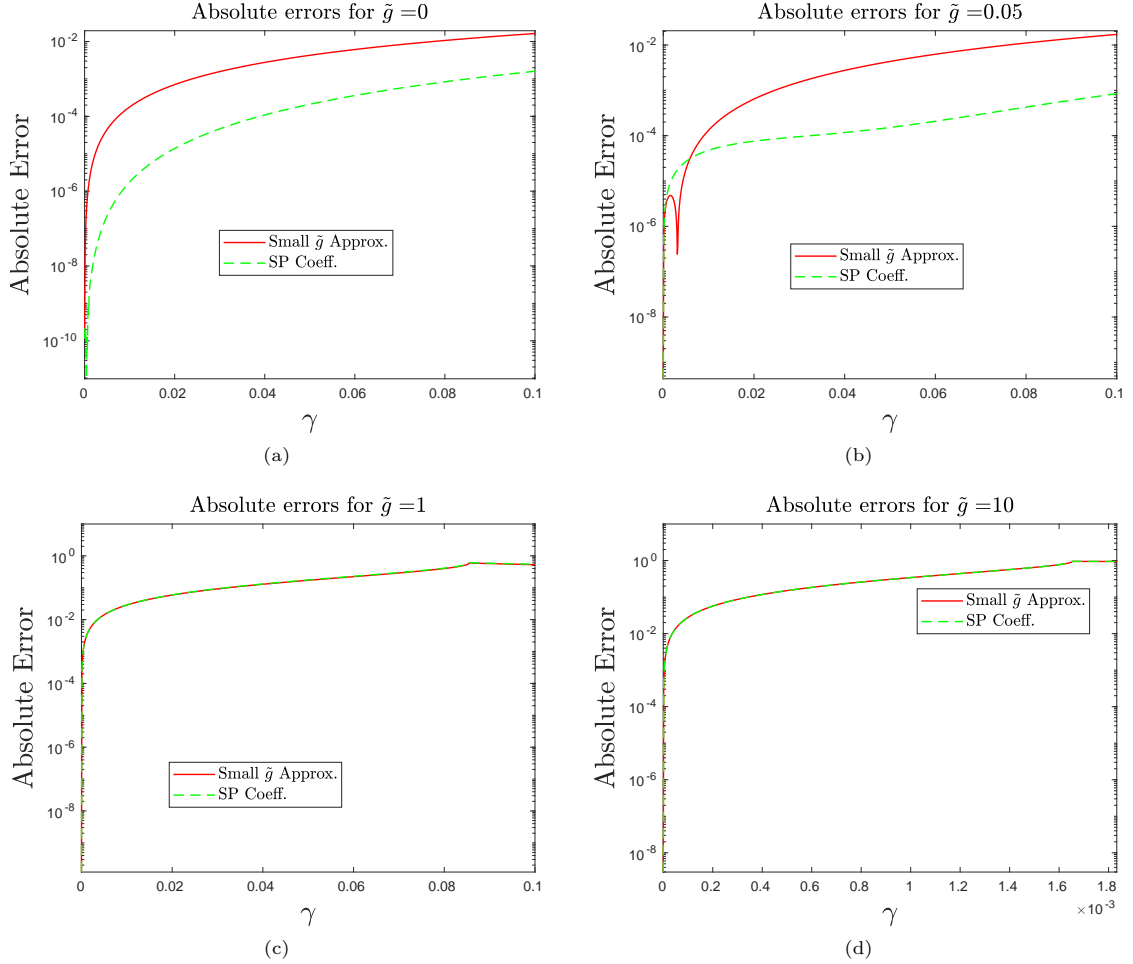 Absolute errors for g̃ =0
Absolute Error
10^-2
10^-4
10^-6
10^-8
10^-10
Small g̃ Approx.
SP Coeff.
0 0.02 0.04 0.06 0.08 0.1
γ
(a)
Absolute errors for g̃ =0.05
Absolute Error
10^-2
10^-4
10^-6
10^-8
Small g̃ Approx.
SP Coeff.
0 0.02 0.04 0.06 0.08 0.1
γ
(b)
Absolute errors for g̃ =1
Absolute Error
10^0
10^-2
10^-4
10^-6
10^-8
Small g̃ Approx.
SP Coeff.
0 0.02 0.04 0.06 0.08 0.1
γ
(c)
Absolute errors for g̃ =10
Absolute Error
10^0
10^-2
10^-4
10^-6
10^-8
Small g̃ Approx.
SP Coeff.
0 0.2 0.4 0.6 0.8 1 1.2 1.4 1.6 1.8
×10^-3
γ
(d)